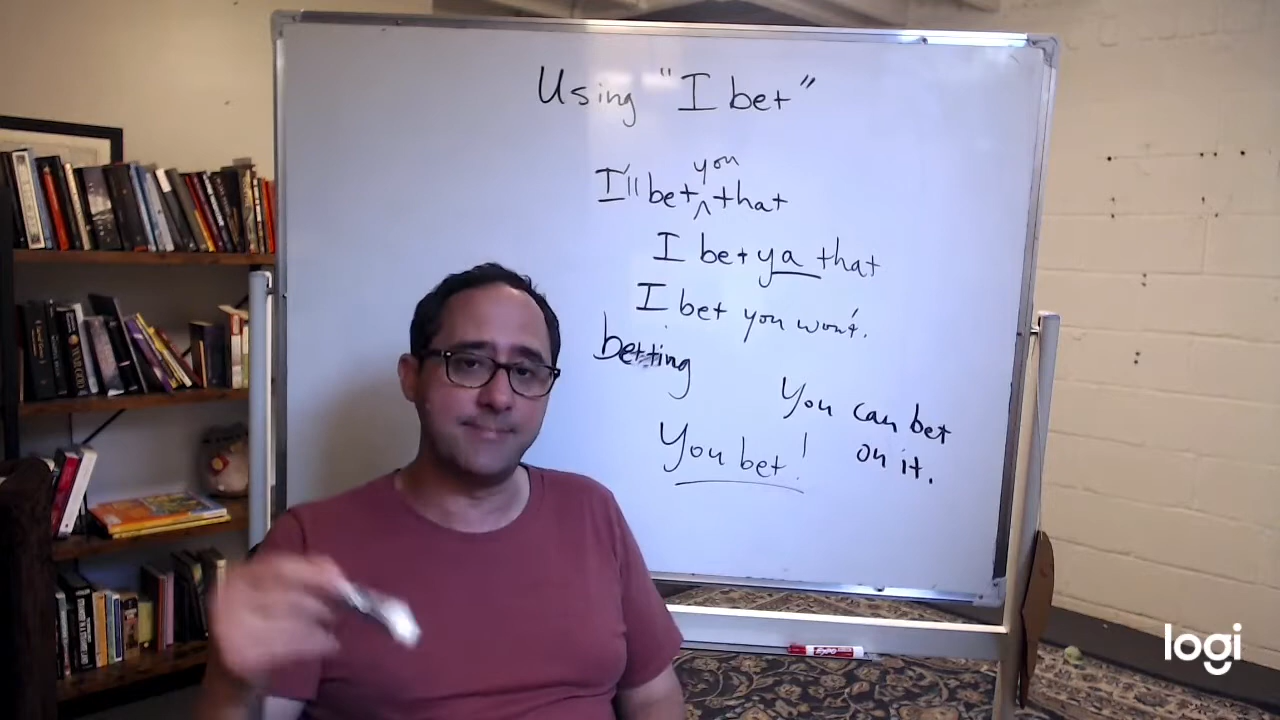 Using "I bet"
I'll bet you that
I bet ya that
I bet you won't.
betting
You can bet
on it.
You bet!
EXPO
logi